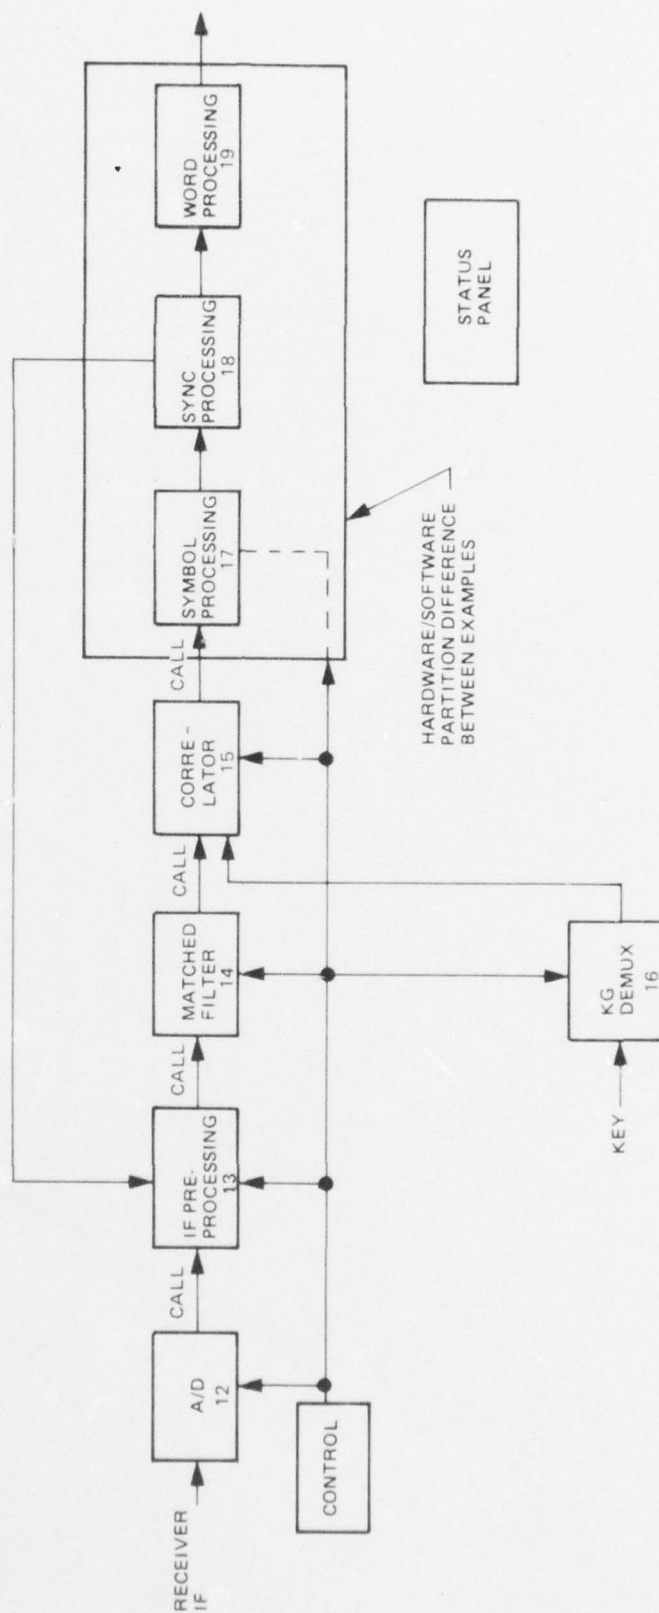 RECEIVER
IF
A/D
12
CALL
IF PRE-
PROCESSING
13
CALL
MATCHED
FILTER
14
CALL
CORRE-
LATOR
15
CALL
SYMBOL
PROCESSING
17
SYNC
PROCESSING
18
WORD
PROCESSING
19
CONTROL
KEY
KG
DEMUX
16
HARDWARE/SOFTWARE
PARTITION DIFFERENCE
BETWEEN EXAMPLES
STATUS
PANEL